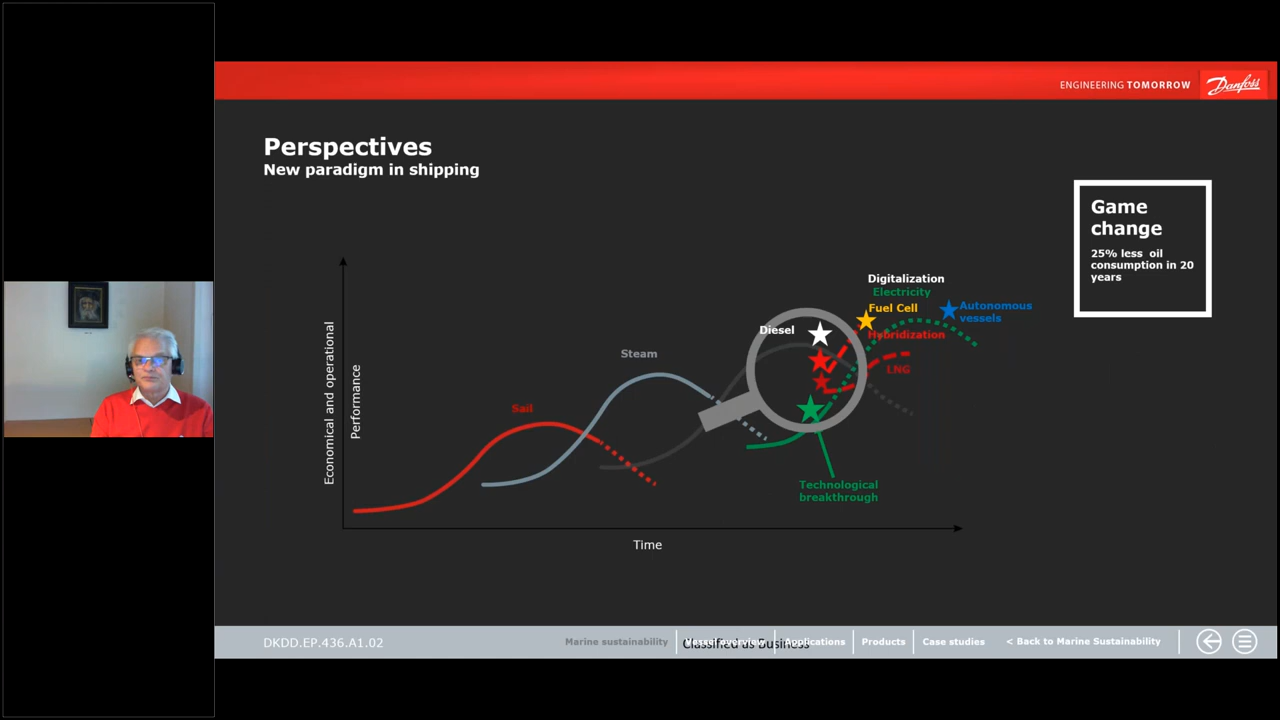 ENGINEERING TOMORROW
Danfoss
Perspectives
New paradigm in shipping
Game
change
25% less oil
consumption in 20
years
Economical and operational
Performance
Sail
Steam
Diesel
Digitalization
Electricity
Fuel Cell
Hybridization
LNG
Autonomous
vessels
Technological
breakthrough
Time
DKDD.EP.436.A1.02
Marine sustainability
Vessel overview
Classified as Business
Applications
Products
Case studies
< Back to Marine Sustainability